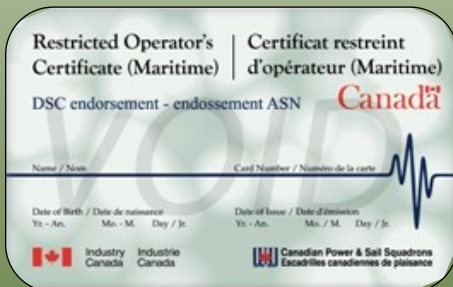 Restricted Operator's
Certificate (Maritime)
Certificat restreint
d'opérateur (Maritime)
DSC endorsement - endossement ASN
Canada
VOID
Name / Nom
Card Number / Numéro de la carte
Date of Birth / Date de naissance
Yr. - An. Mo. - M. Day / Jr.
Date of Issue / Date d'émission
Yr. - An. Mo. / M. Day / Jr.
Industry
Canada
Industrie
Canada
Canadian Power & Sail Squadrons
Escadrilles canadiennes de plaisance